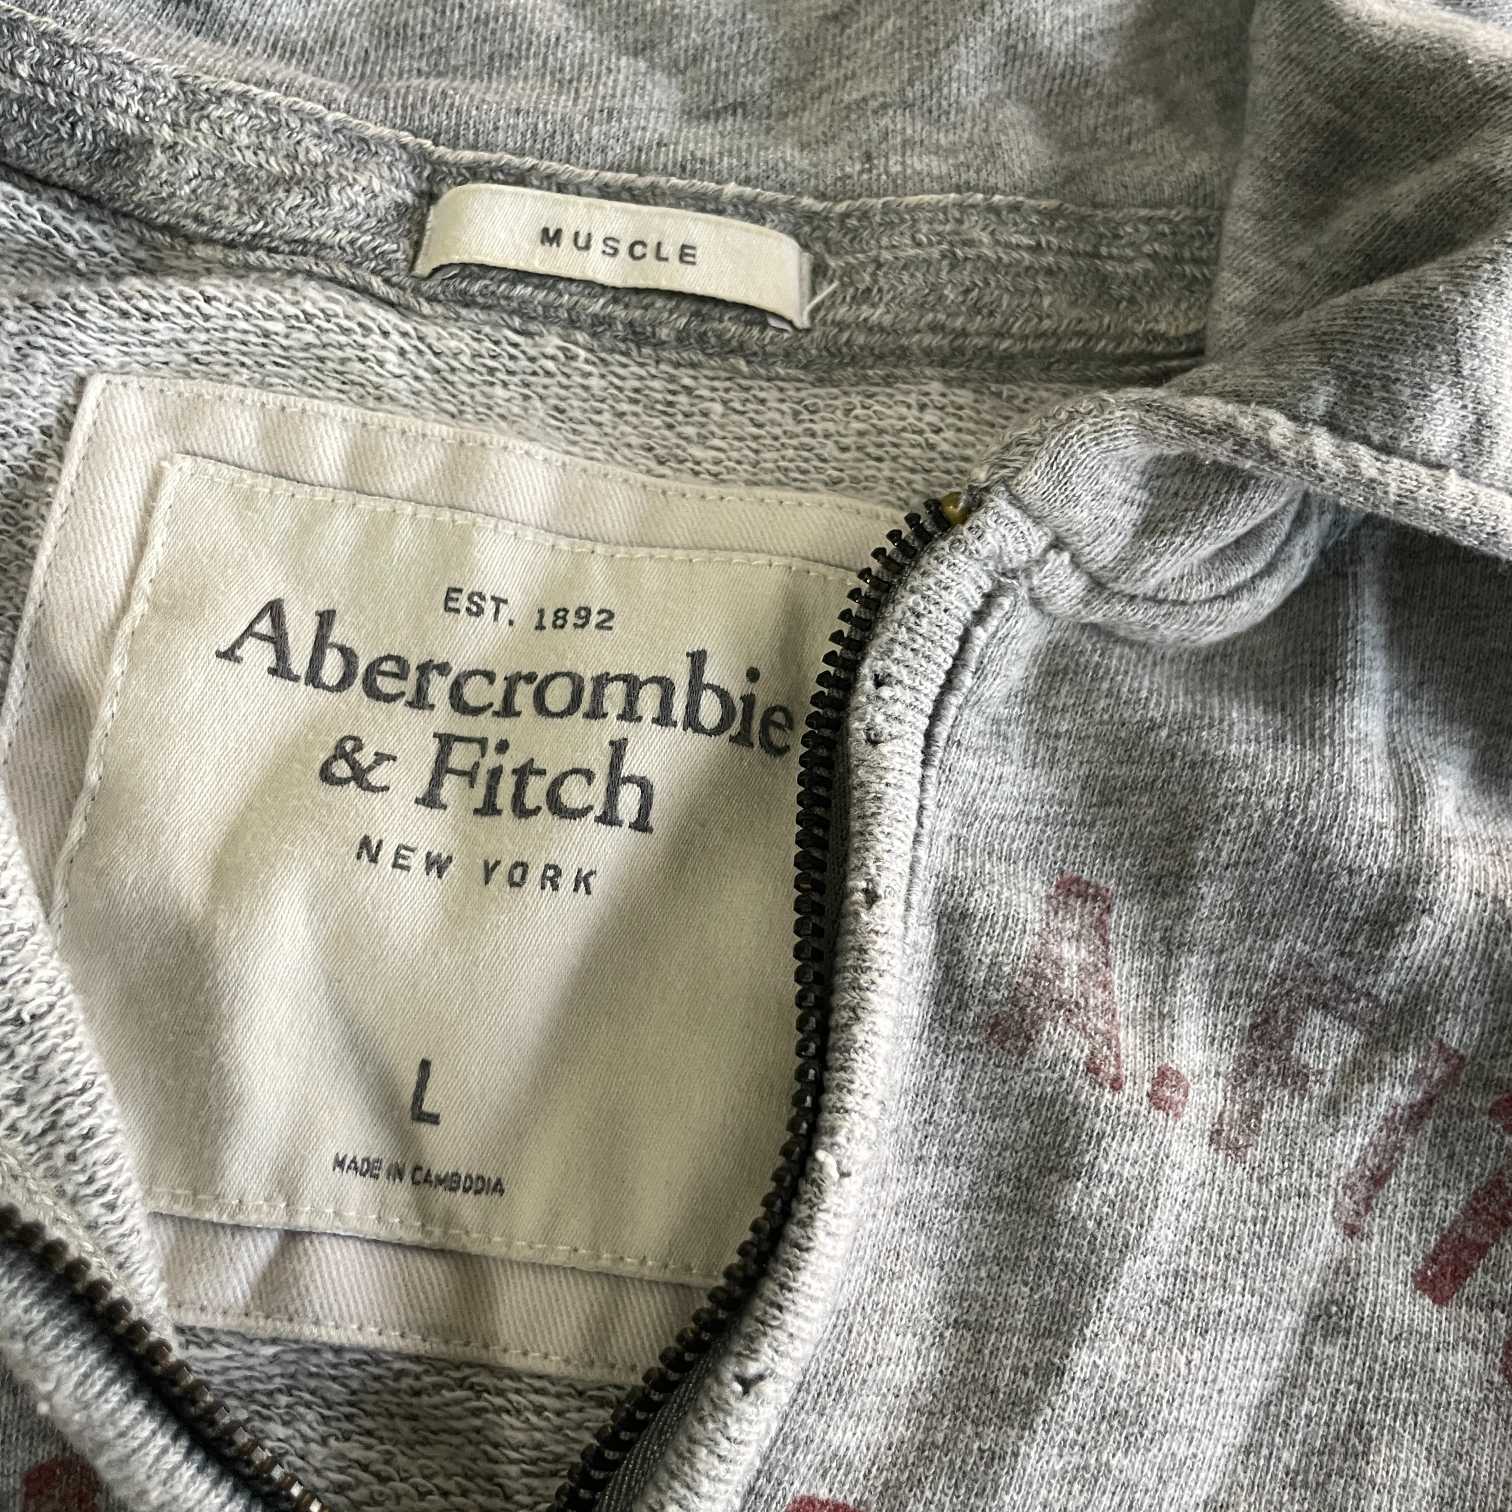 MUSCLE
EST. 1892
Abercrombie
& Fitch
NEW YORK
L
MADE IN CAMBODIA
A.F.